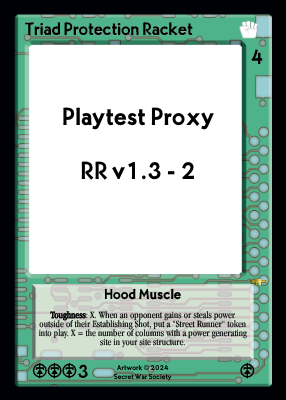 Triad Protection Racket
4
Playtest Proxy
RR v1.3 - 2
Hood Muscle
Toughness: X. When an opponent gains or steals power
outside of their Establishing Shot, put a "Street Runner" token
into play. X = the number of columns with a power generating
site in your site structure.
3
Artwork © 2024
Secret War Society